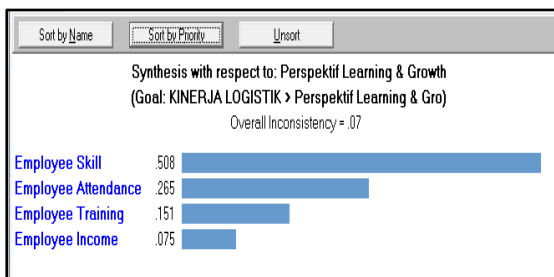 Sort by Name Sort by Priority Unsort
Synthesis with respect to: Perspektif Learning & Growth
(Goal: KINERJA LOGISTIK > Perspektif Learning & Gro)
Overall Inconsistency = .07
Employee Skill .508
Employee Attendance .265
Employee Training .151
Employee Income .075